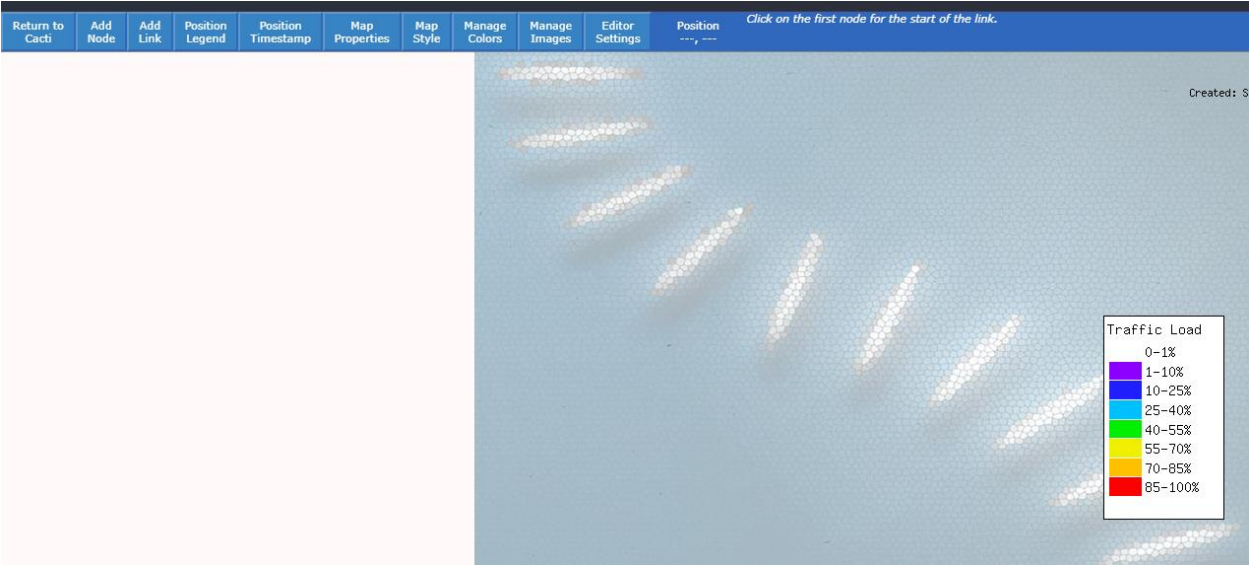 Return to Cacti
Add Node
Add Link
Position Legend
Position Timestamp
Map Properties
Map Style
Manage Colors
Manage Images
Editor Settings
Position ---, ---
Click on the first node for the start of the link.
Created: S
Traffic Load
0-1%
1-10%
10-25%
25-40%
40-55%
55-70%
70-85%
85-100%